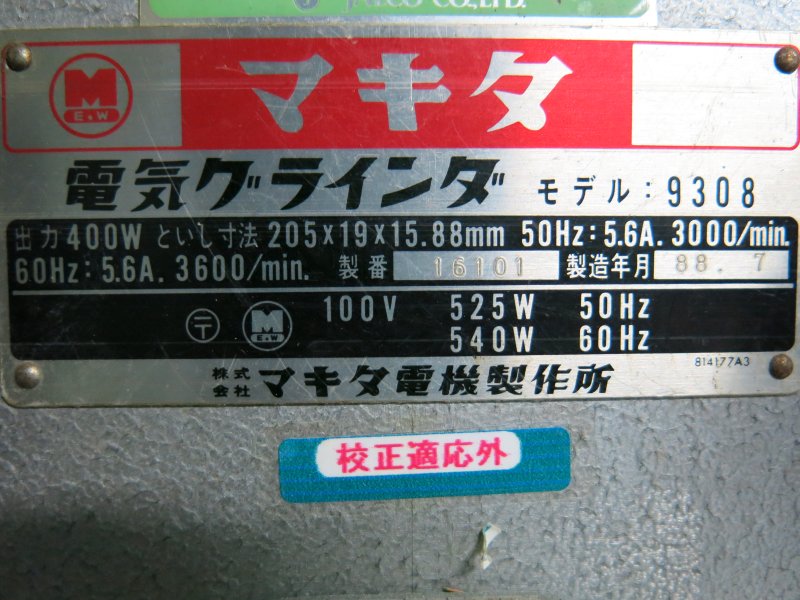 CO.,LTD.
M
E★W
マキタ
電気グラインダ モデル:9308
出力400W といし寸法 205×19×15.88mm 50Hz:5.6A. 3000/min.
60Hz:5.6A. 3600/min. 製番 16101 製造年月 88. 7
〒 M E★W 100V 525W 50Hz
540W 60Hz
814177A3
株式会社 マキタ電機製作所
校正適応外